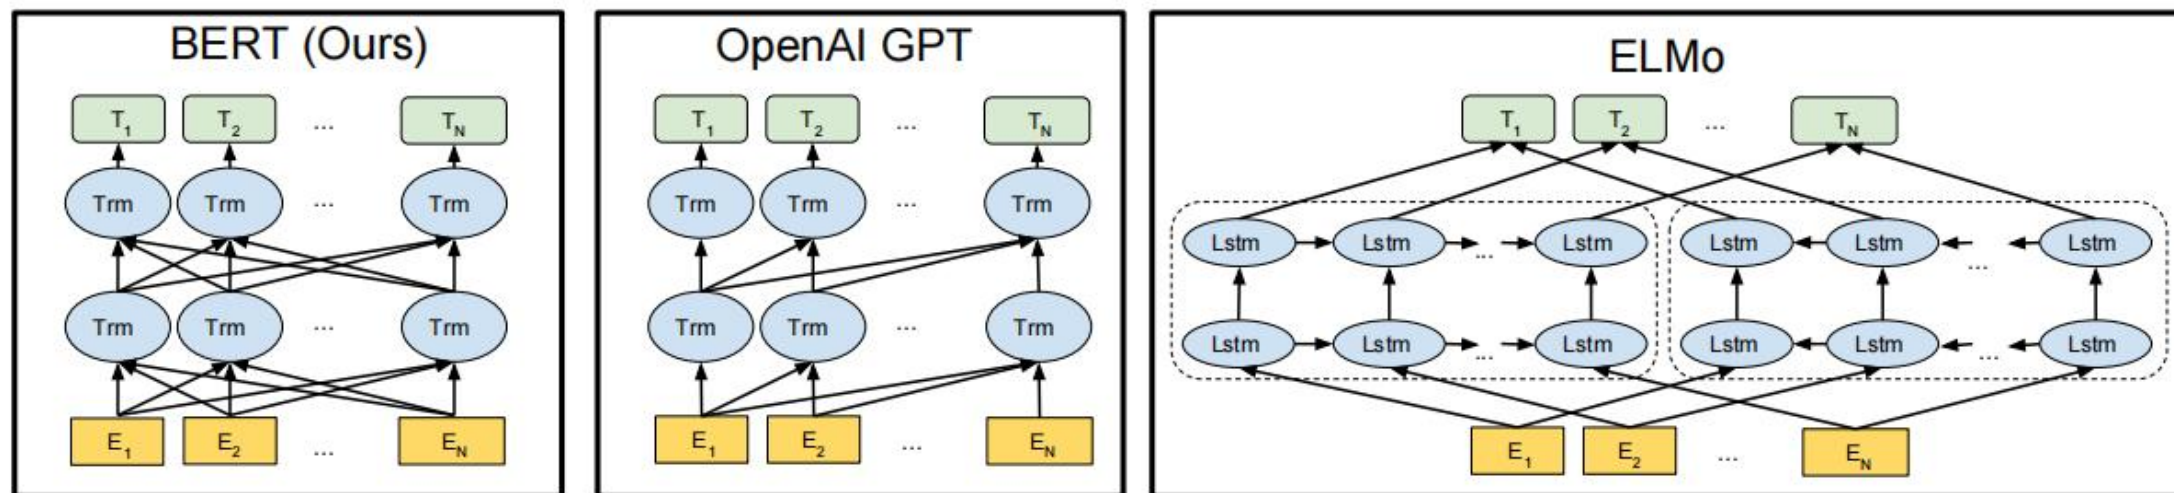 BERT (Ours)
T1 T2 ... TN
Trm Trm ... Trm
Trm Trm ... Trm
E1 E2 ... EN
OpenAI GPT
T1 T2 ... TN
Trm Trm ... Trm
Trm Trm ... Trm
E1 E2 ... EN
ELMo
T1 T2 ... TN
Lstm Lstm ... Lstm Lstm Lstm ... Lstm
Lstm Lstm ... Lstm Lstm Lstm ... Lstm
E1 E2 ... EN